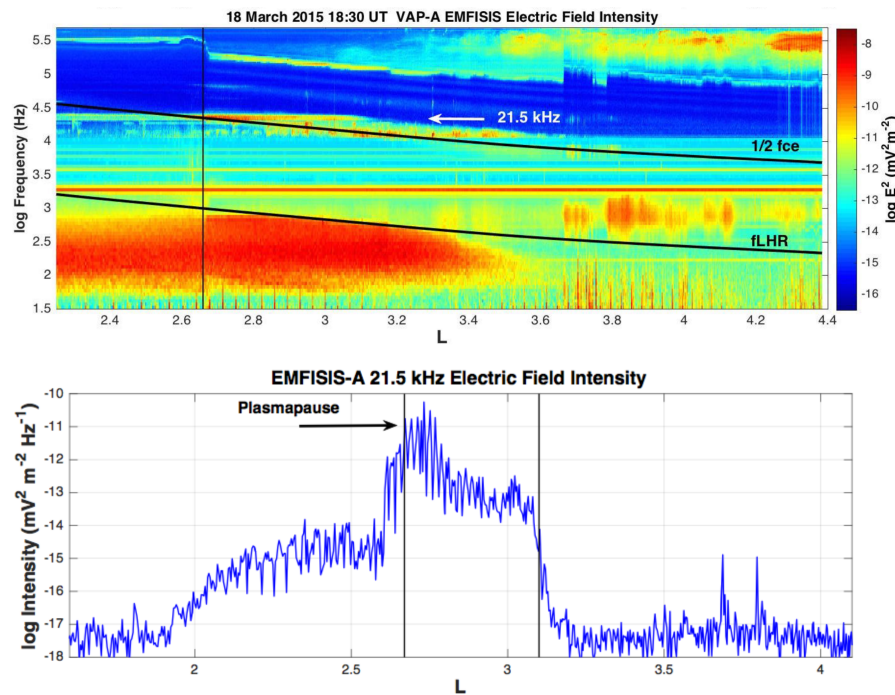 18 March 2015 18:30 UT VAP-A EMFISIS Electric Field Intensity
log Frequency (Hz)
5.5
5
4.5
4
3.5
3
2.5
2
1.5
21.5 kHz
1/2 fce
fLHR
2.4 2.6 2.8 3 3.2 3.4 3.6 3.8 4 4.2 4.4
L
-8
-9
-10
-11
-12
-13
-14
-15
-16
log E^2 (mV^2m^-2)
EMFISIS-A 21.5 kHz Electric Field Intensity
log Intensity (mV^2 m^-2 Hz^-1)
-10
-11
-12
-13
-14
-15
-16
-17
-18
Plasmapause
2 2.5 3 3.5 4
L